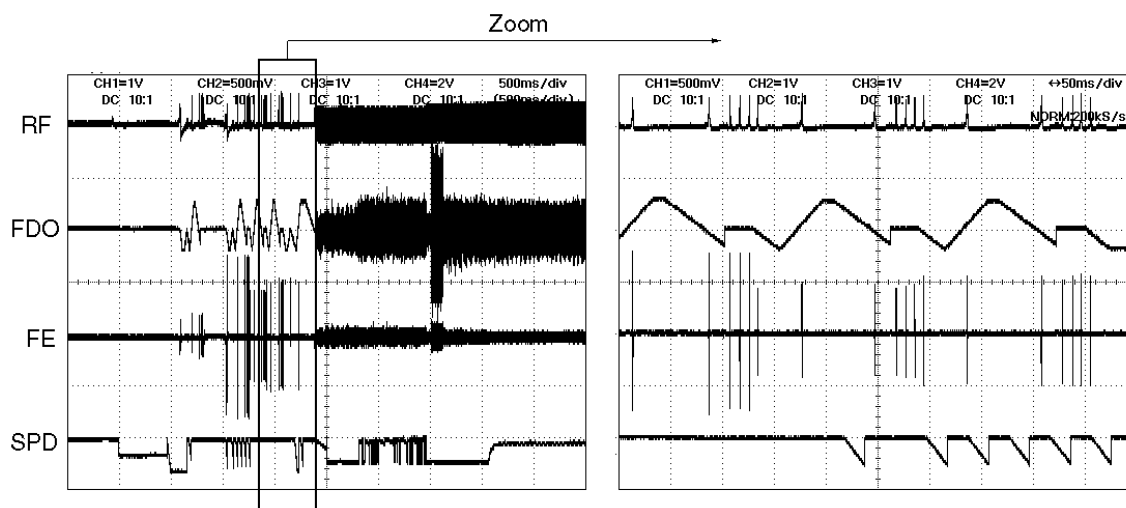 Zoom
CH1=1V CH2=500mV CH3=1V CH4=2V 500ms/div
DC 10:1 DC 10:1 DC 10:1 DC 10:1 (500ms/div)
CH1=500mV CH2=1V CH3=1V CH4=2V ↔50ms/div
DC 10:1 DC 10:1 DC 10:1 DC 10:1
NORM:200kS/s
RF
FDO
FE
SPD